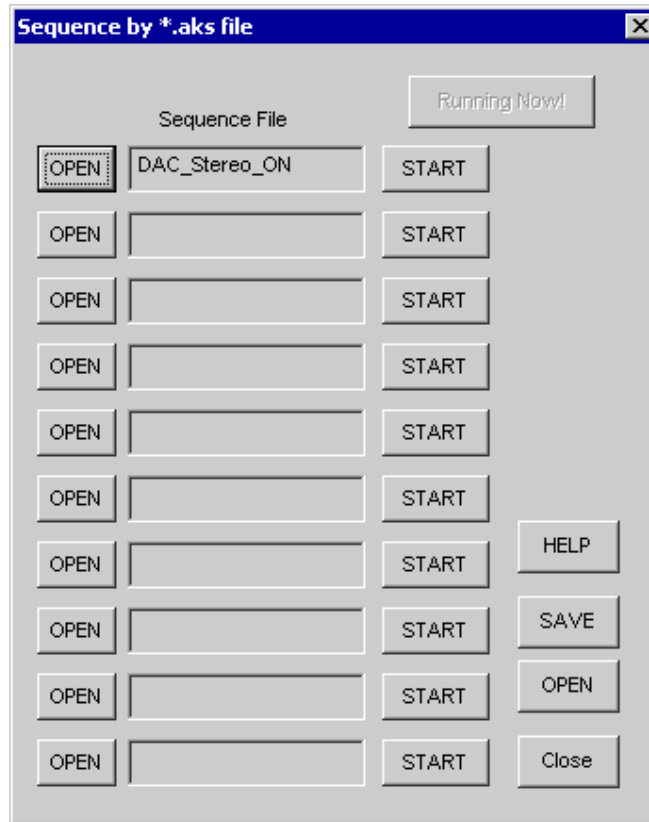 Sequence by *.aks file
Running Now!
Sequence File
OPEN DAC_Stereo_ON START
OPEN START
OPEN START
OPEN START
OPEN START
OPEN START
OPEN START
HELP
OPEN START
SAVE
OPEN START
OPEN
OPEN START
Close